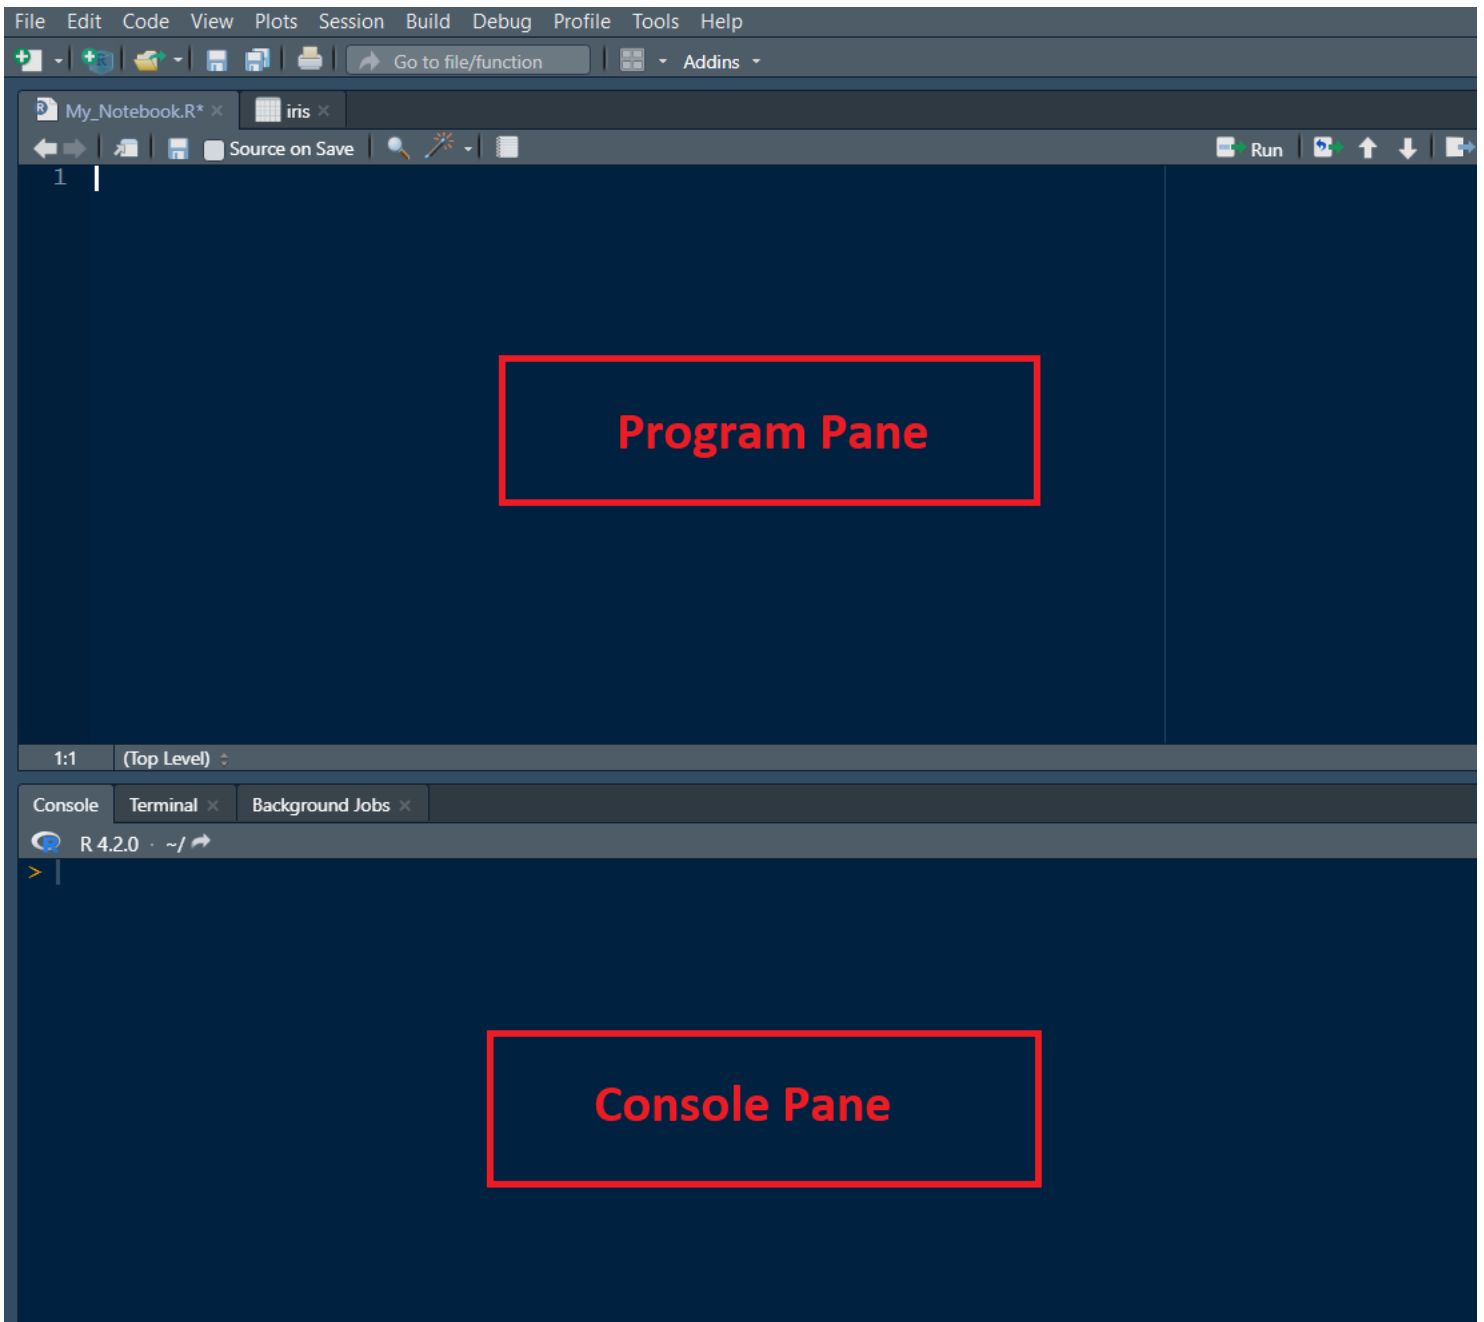 File Edit Code View Plots Session Build Debug Profile Tools Help
Go to file/function Addins
My_Notebook.R* iris
Source on Save Run
1
Program Pane
1:1 (Top Level)
Console Terminal Background Jobs
R 4.2.0 · ~/
>
Console Pane